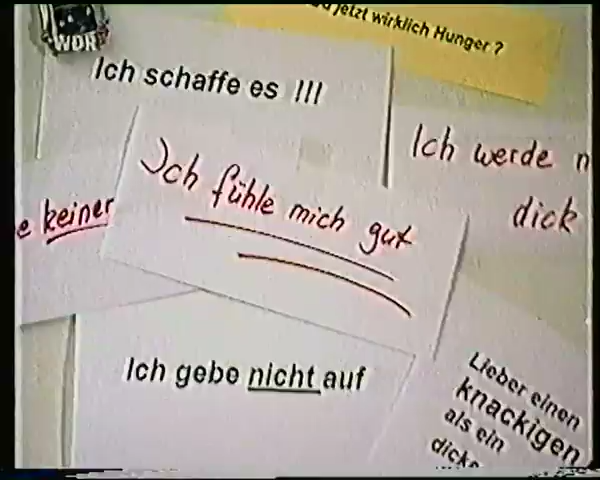 WDR
jetzt wirklich Hunger ?
Ich schaffe es !!!
Ich werde n
dick
e keiner
Ich fühle mich gut
Ich gebe nicht auf
Lieber einen
knackigen
als ein
dicke